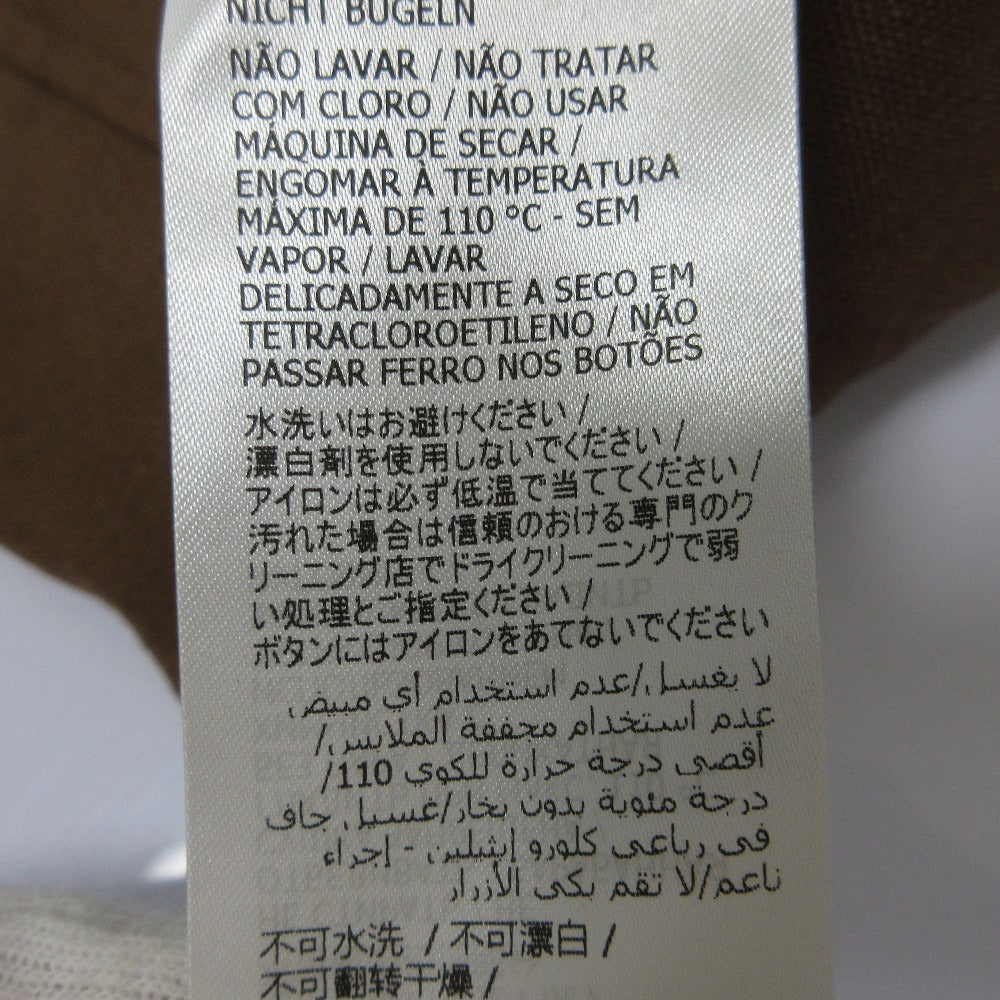 NICHT BÜGELN
NÃO LAVAR / NÃO TRATAR
COM CLORO / NÃO USAR
MÁQUINA DE SECAR /
ENGOMAR À TEMPERATURA
MÁXIMA DE 110 °C - SEM
VAPOR / LAVAR
DELICADAMENTE A SECO EM
TETRACLOROETILENO / NÃO
PASSAR FERRO NOS BOTÕES
水洗いはお避けください /
漂白剤を使用しないでください /
アイロンは必ず低温で当ててください /
汚れた場合は信頼のおける専門のク
リーニング店でドライクリーニングで弱
い処理とご指定ください /
ボタンにはアイロンをあてないでください
لا يغسل/عدم استخدام أي مبيض
عدم استخدام مجففة الملابس/
أقصى درجة حرارة للكوي 110/
درجة مئوية بدون بخار/غسيل جاف
في رباعي كلورو إيثيلين - إجراء
ناعم/لا تقم بكي الأزرار
不可水洗 / 不可漂白 /
不可翻转干燥 /